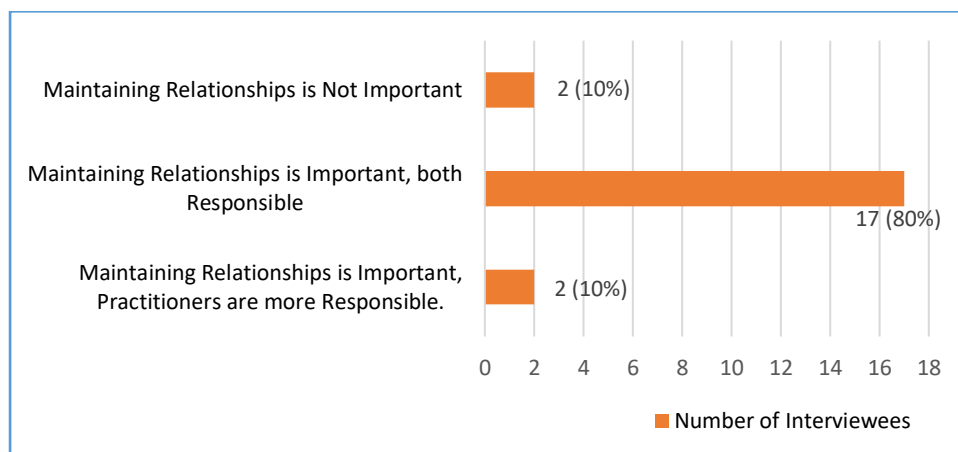 Maintaining Relationships is Not Important
2 (10%)
Maintaining Relationships is Important, both
Responsible
17 (80%)
Maintaining Relationships is Important,
Practitioners are more Responsible.
2 (10%)
0 2 4 6 8 10 12 14 16 18
Number of Interviewees